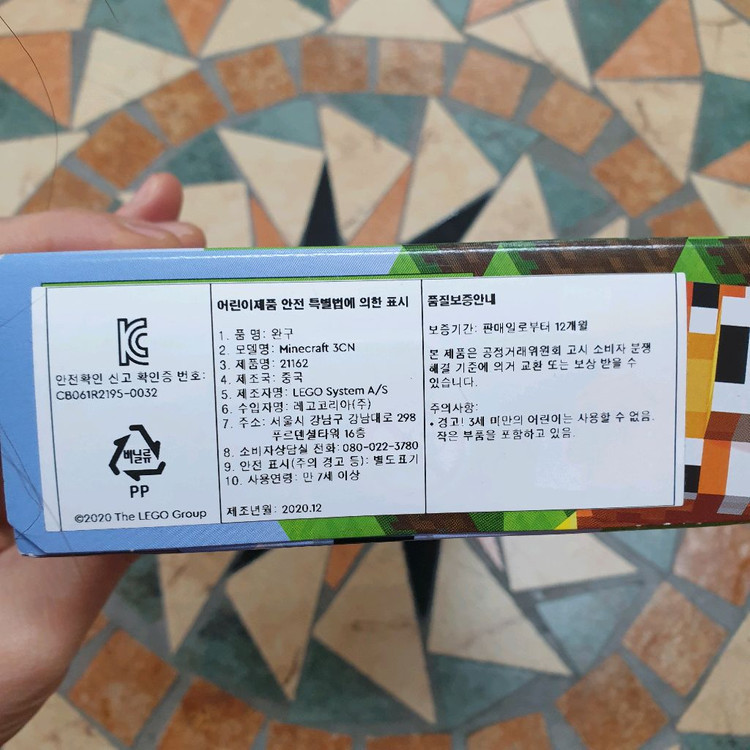 KC
안전확인 신고 확인증 번호:
CB061R2195-0032
비닐류
PP
©2020 The LEGO Group
어린이제품 안전 특별법에 의한 표시
1. 품 명: 완구
2. 모델명: Minecraft 3CN
3. 제품명: 21162
4. 제조국: 중국
5. 제조자명: LEGO System A/S
6. 수입자명: 레고코리아(주)
7. 주소: 서울시 강남구 강남대로 298
푸르덴셜타워 16층
8. 소비자상담실 전화: 080-022-3780
9. 안전 표시(주의 경고 등): 별도표기
10. 사용연령: 만 7세 이상
제조년월: 2020.12
품질보증안내
보증기간: 판매일로부터 12개월
본 제품은 공정거래위원회 고시 소비자 분쟁
해결 기준에 의거 교환 또는 보상 받을 수
있습니다.
주의사항:
• 경고! 3세 미만의 어린이는 사용할 수 없음.
작은 부품을 포함하고 있음.